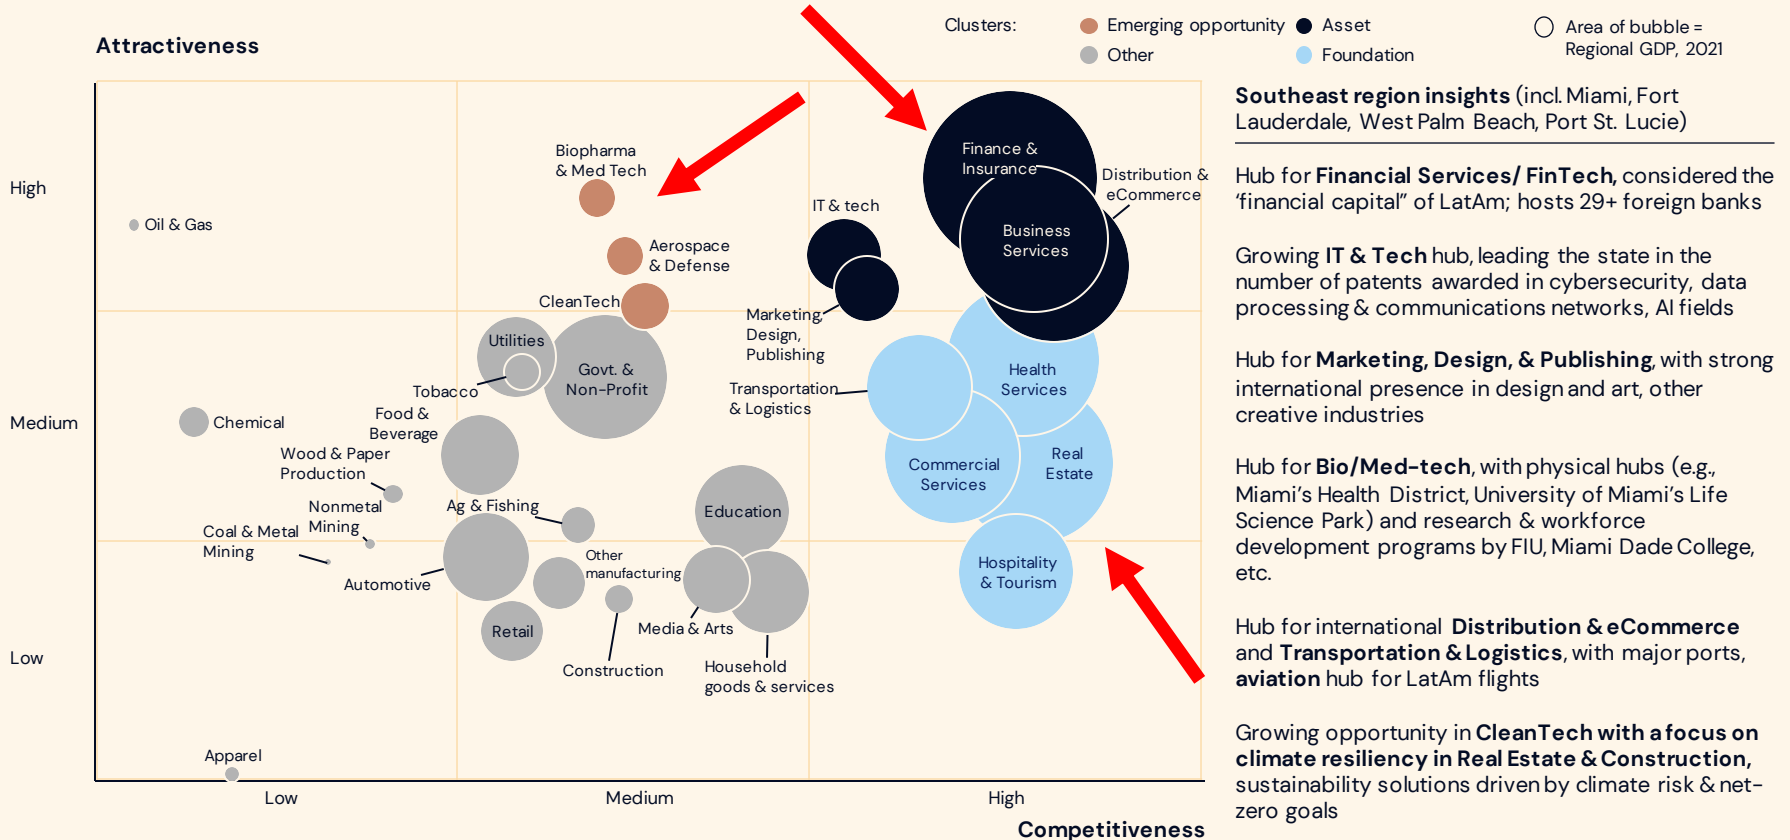 Clusters:
Emerging opportunity
Asset
Other
Foundation
Area of bubble =
Regional GDP, 2021
Attractiveness
High
Medium
Low
Biopharma
& Med Tech
Oil & Gas
Aerospace
& Defense
CleanTech
IT & tech
Finance &
Insurance
Distribution &
eCommerce
Business
Services
Marketing,
Design,
Publishing
Utilities
Govt. &
Non-Profit
Tobacco
Transportation
& Logistics
Health
Services
Chemical
Food &
Beverage
Wood & Paper
Production
Commercial
Services
Real
Estate
Nonmetal
Mining
Ag & Fishing
Education
Coal & Metal
Mining
Automotive
Other
manufacturing
Hospitality
& Tourism
Retail
Media & Arts
Construction
Household
goods & services
Apparel
Low
Medium
High
Competitiveness
Southeast region insights (incl. Miami, Fort
Lauderdale, West Palm Beach, Port St. Lucie)
Hub for Financial Services/ FinTech, considered the
‘financial capital” of LatAm; hosts 29+ foreign banks
Growing IT & Tech hub, leading the state in the
number of patents awarded in cybersecurity, data
processing & communications networks, AI fields
Hub for Marketing, Design, & Publishing, with strong
international presence in design and art, other
creative industries
Hub for Bio/Med-tech, with physical hubs (e.g.,
Miami’s Health District, University of Miami’s Life
Science Park) and research & workforce
development programs by FIU, Miami Dade College,
etc.
Hub for international Distribution & eCommerce
and Transportation & Logistics, with major ports,
aviation hub for LatAm flights
Growing opportunity in CleanTech with a focus on
climate resiliency in Real Estate & Construction,
sustainability solutions driven by climate risk & net-
zero goals